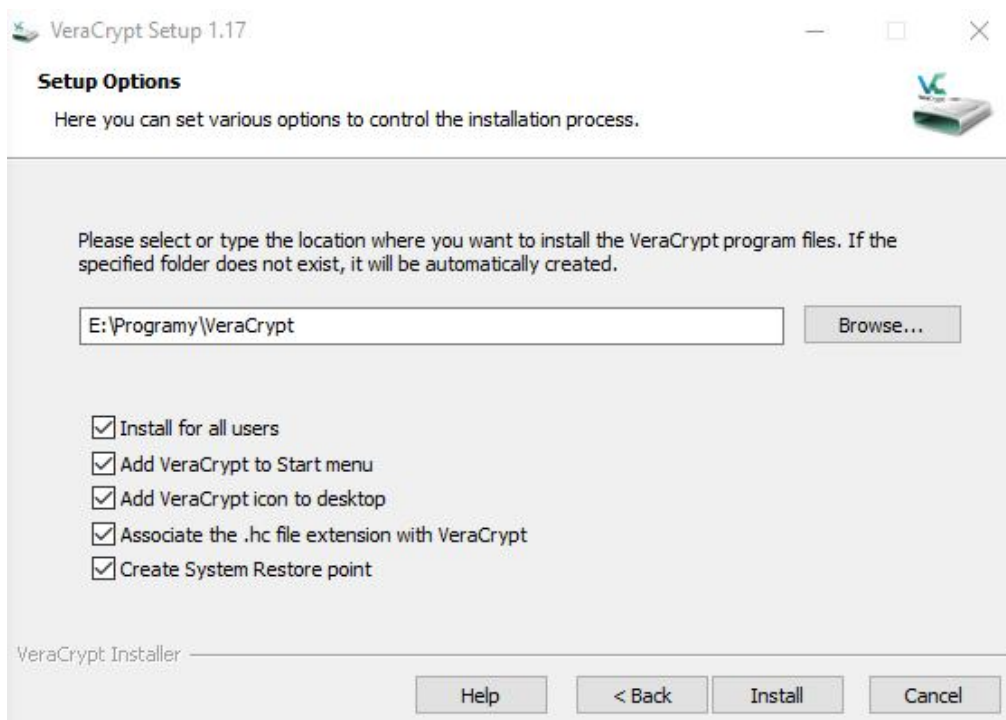 VeraCrypt Setup 1.17
Setup Options
Here you can set various options to control the installation process.
VC
Please select or type the location where you want to install the VeraCrypt program files. If the
specified folder does not exist, it will be automatically created.
E:\Programy\VeraCrypt
Browse...
Install for all users
Add VeraCrypt to Start menu
Add VeraCrypt icon to desktop
Associate the .hc file extension with VeraCrypt
Create System Restore point
VeraCrypt Installer
Help
< Back
Install
Cancel